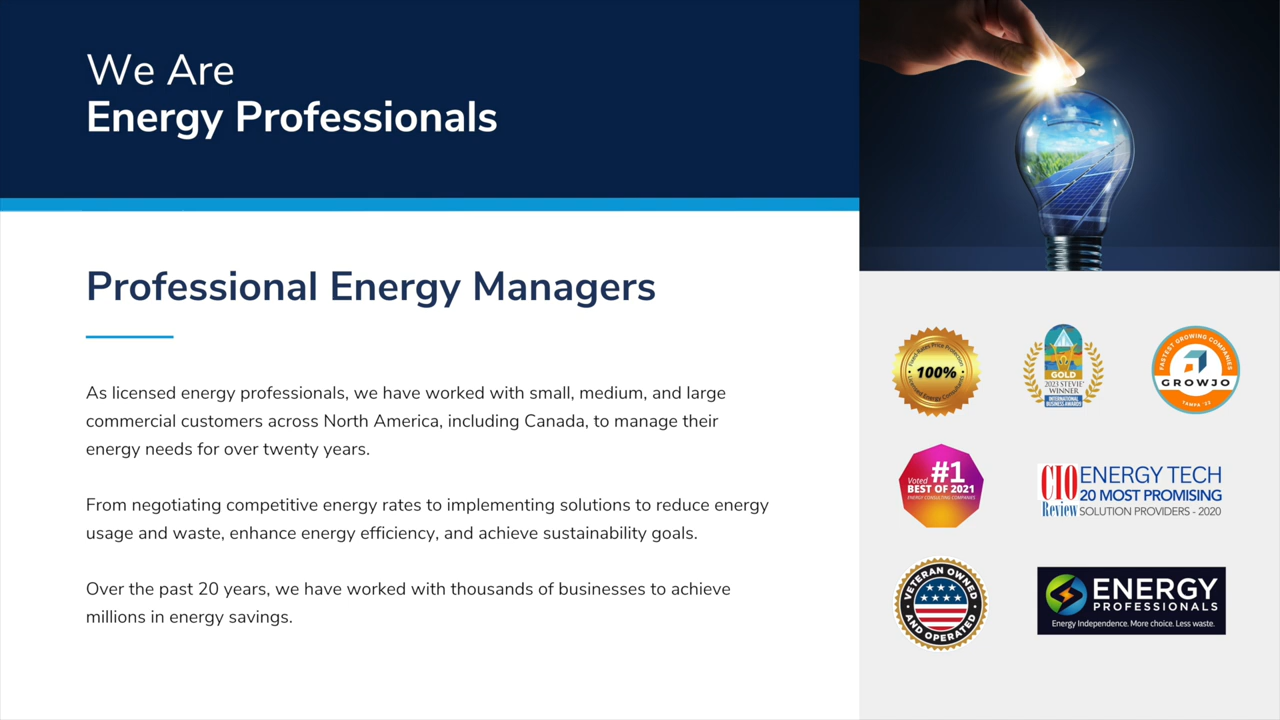 We Are
Energy Professionals
Professional Energy Managers
As licensed energy professionals, we have worked with small, medium, and large
commercial customers across North America, including Canada, to manage their
energy needs for over twenty years.
From negotiating competitive energy rates to implementing solutions to reduce energy
usage and waste, enhance energy efficiency, and achieve sustainability goals.
Over the past 20 years, we have worked with thousands of businesses to achieve
millions in energy savings.
100%
GOLD
2023 STEVIE®
WINNER
INTERNATIONAL
BUSINESS AWARDS
FASTEST GROWING COMPANIES
GROWJO
TAMPA '22
Voted #1
BEST OF 2021
ENERGY CONSULTING COMPANIES
CIO
Review
ENERGY TECH
20 MOST PROMISING
SOLUTION PROVIDERS - 2020
VETERAN OWNED
AND OPERATED
ENERGY
PROFESSIONALS
Energy Independence. More choice. Less waste.